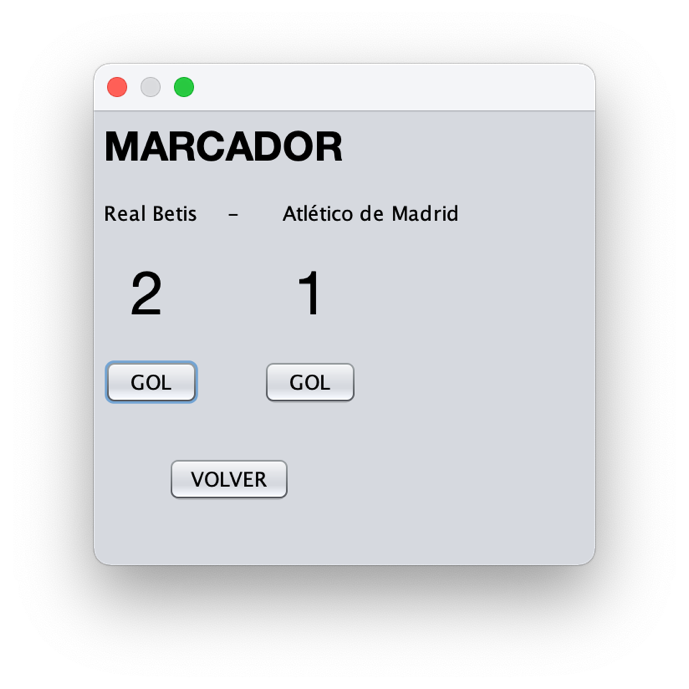 MARCADOR
Real Betis - Atlético de Madrid
2 1
GOL GOL
VOLVER